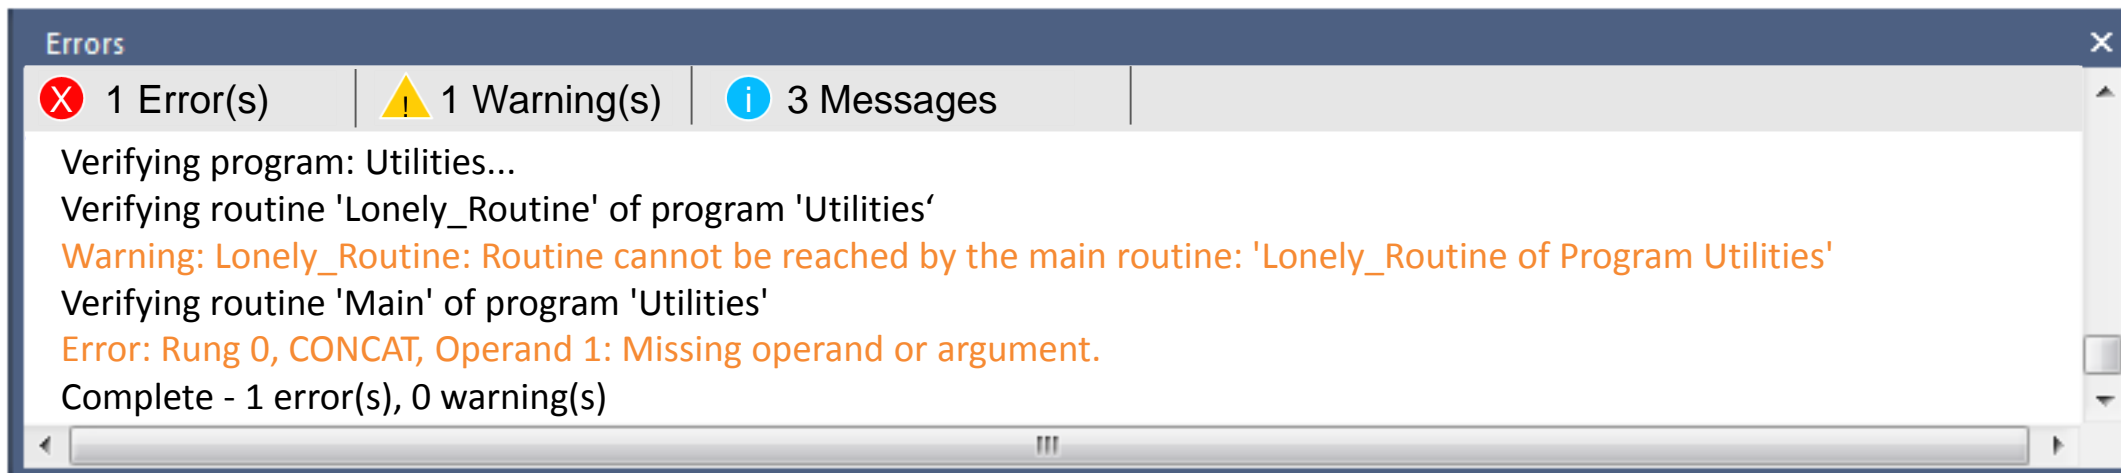 Errors
X 1 Error(s) ! 1 Warning(s) i 3 Messages
Verifying program: Utilities...
Verifying routine 'Lonely_Routine' of program 'Utilities‘
Warning: Lonely_Routine: Routine cannot be reached by the main routine: 'Lonely_Routine of Program Utilities'
Verifying routine 'Main' of program 'Utilities'
Error: Rung 0, CONCAT, Operand 1: Missing operand or argument.
Complete - 1 error(s), 0 warning(s)